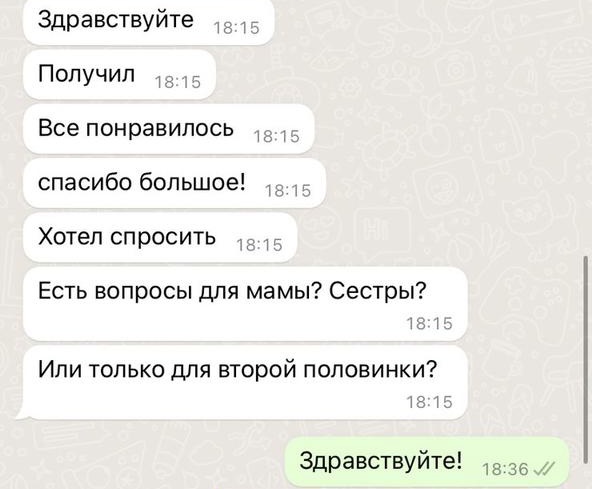 Здравствуйте 18:15
Получил 18:15
Все понравилось 18:15
спасибо большое! 18:15
Хотел спросить 18:15
Есть вопросы для мамы? Сестры?
18:15
Или только для второй половинки?
18:15
Здравствуйте! 18:36